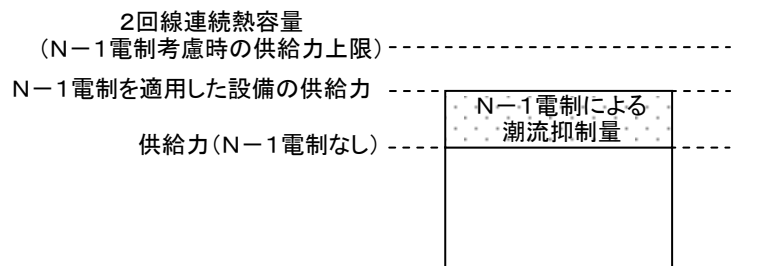 2回線連続熱容量
(N-1電制考慮時の供給力上限)
N-1電制を適用した設備の供給力
N-1電制による
潮流抑制量
供給力(N-1電制なし)